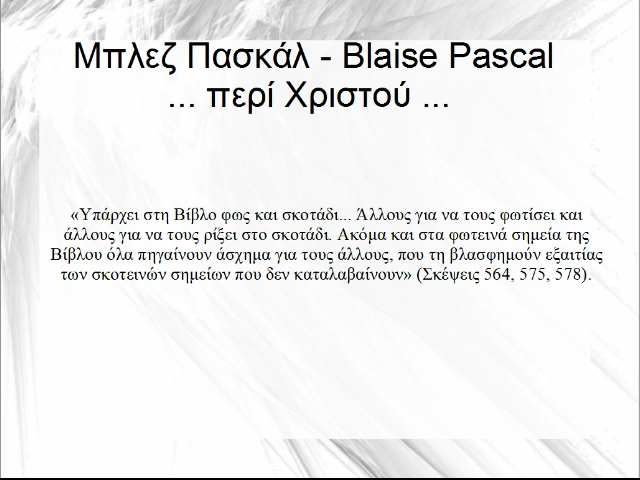 Μπλεζ Πασκάλ - Blaise Pascal
... περί Χριστού ...
«Υπάρχει στη Βίβλο φως και σκοτάδι... Άλλους για να τους φωτίσει και
άλλους για να τους ρίξει στο σκοτάδι. Ακόμα και στα φωτεινά σημεία της
Βίβλου όλα πηγαίνουν άσχημα για τους άλλους, που τη βλασφημούν εξαιτίας
των σκοτεινών σημείων που δεν καταλαβαίνουν» (Σκέψεις 564, 575, 578).